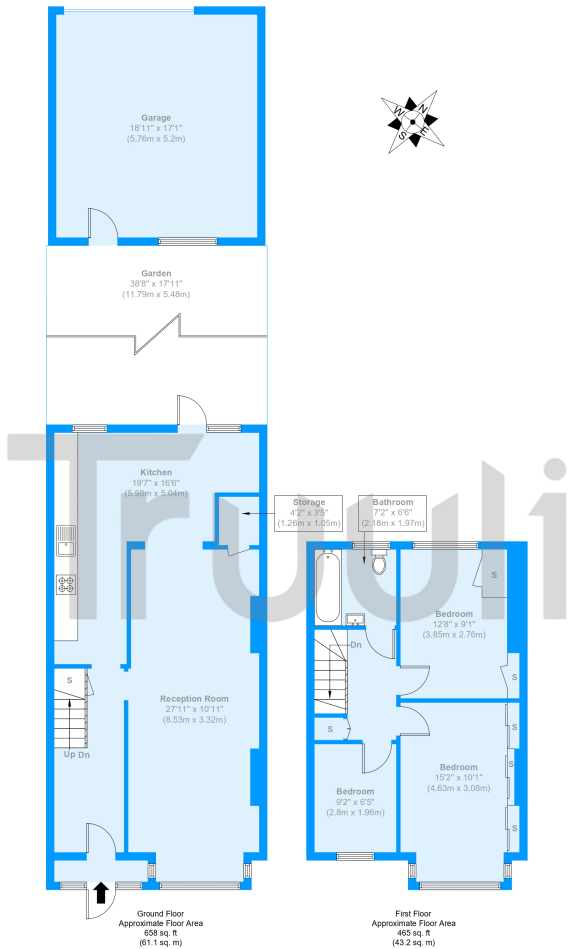 Garage
18'11" x 17'1"
(5.76m x 5.2m)
W N
S E
Garden
38'8" x 17'11"
(11.79m x 5.48m)
Truuli
Kitchen
19'7" x 16'6"
(5.98m x 5.04m)
Storage
4'2" x 3'5"
(1.26m x 1.05m)
Bathroom
7'2" x 6'6"
(2.18m x 1.97m)
S
Bedroom
12'8" x 9'1"
(3.85m x 2.76m)
Dn
S
S
Reception Room
27'11" x 10'11"
(8.53m x 3.32m)
Up Dn
S
S
S
Bedroom
15'2" x 10'1"
(4.63m x 3.08m)
Bedroom
9'2" x 6'5"
(2.8m x 1.96m)
S
Ground Floor
Approximate Floor Area
658 sq. ft
(61.1 sq. m)
First Floor
Approximate Floor Area
465 sq. ft
(43.2 sq. m)